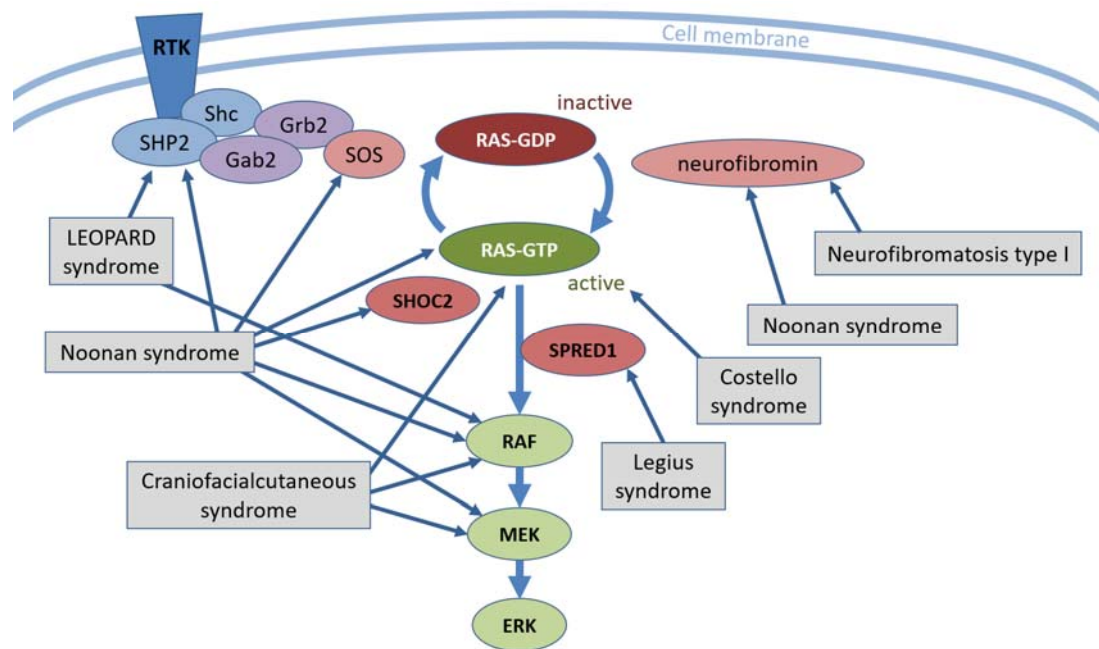 Cell membrane
RTK
Shc
Grb2
SHP2
Gab2
SOS
inactive
RAS-GDP
neurofibromin
LEOPARD
syndrome
RAS-GTP
active
Neurofibromatosis type I
SHOC2
Noonan syndrome
Noonan syndrome
SPRED1
Costello
syndrome
RAF
Legius
syndrome
Craniofacialcutaneous
syndrome
MEK
ERK